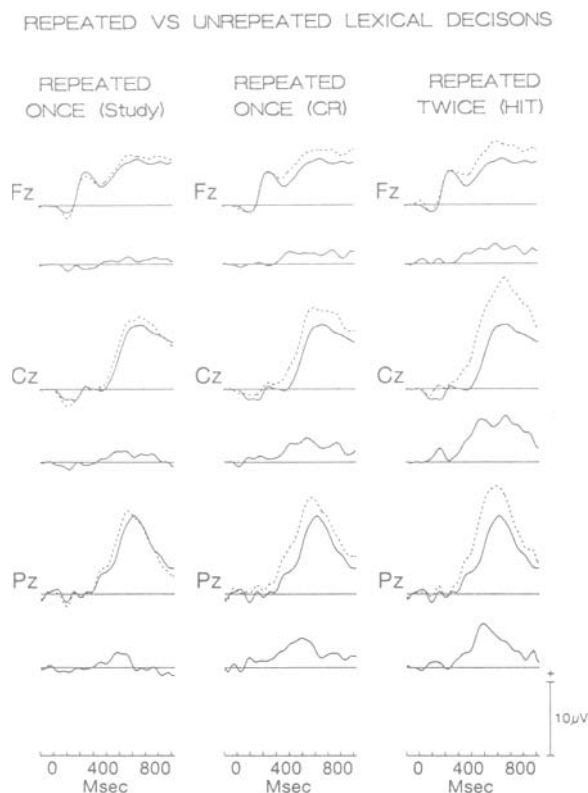 REPEATED VS UNREPEATED LEXICAL DECISONS
REPEATED
ONCE (Study)
REPEATED
ONCE (CR)
REPEATED
TWICE (HIT)
Fz
Fz
Fz
Cz
Cz
Cz
Pz
Pz
Pz
+
10μV
0 400 800
Msec
0 400 800
Msec
0 400 800
Msec